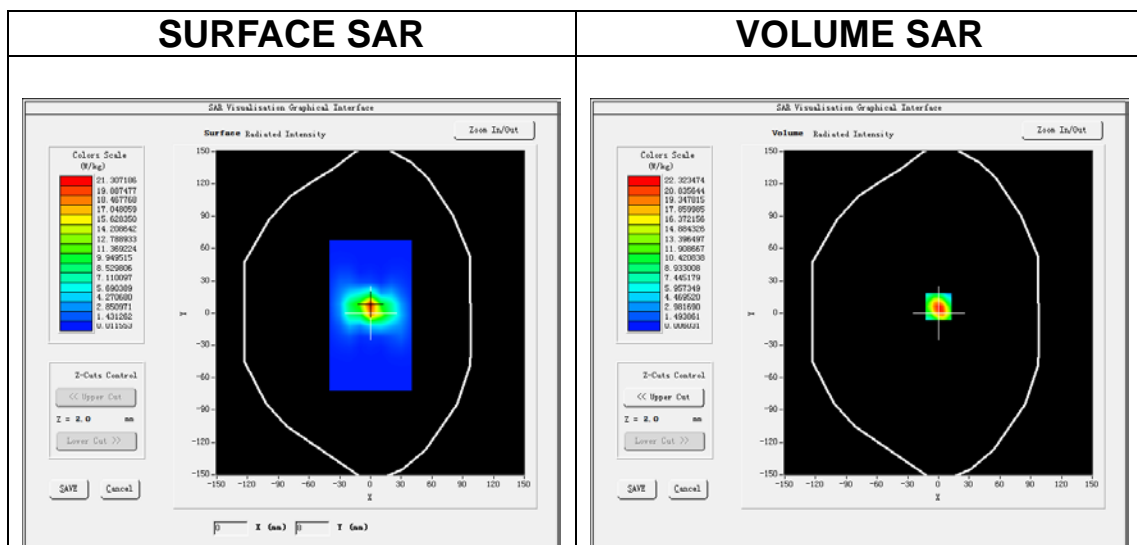 SURFACE SAR
VOLUME SAR
SAR Visualisation Graphical Interface
Surface Radiated Intensity
Zoom In/Out
Colors Scale
(W/kg)
21.307186
19.887477
18.467768
17.048059
15.628350
14.208642
12.788933
11.369224
9.949515
8.529806
7.110097
5.690389
4.270680
2.850971
1.431262
0.011553
Z-Cuts Control
<< Upper Cut
Z = 2.0 mm
Lower Cut >>
SAVE Cancel
150
120
90
60
30
0
-30
-60
-90
-120
-150
Y
-150 -120 -90 -60 -30 0 30 60 90 120 150
X
0 X (mm) 0 Y (mm)
SAR Visualisation Graphical Interface
Volume Radiated Intensity
Zoom In/Out
Colors Scale
(W/kg)
22.323474
20.835644
19.347815
17.859985
16.372156
14.884326
13.396497
11.908667
10.420838
8.933008
7.445179
5.957349
4.469520
2.981690
1.493861
0.006031
Z-Cuts Control
<< Upper Cut
Z = 2.0 mm
Lower Cut >>
SAVE Cancel
150
120
90
60
30
0
-30
-60
-90
-120
-150
Y
-150 -120 -90 -60 -30 0 30 60 90 120 150
X